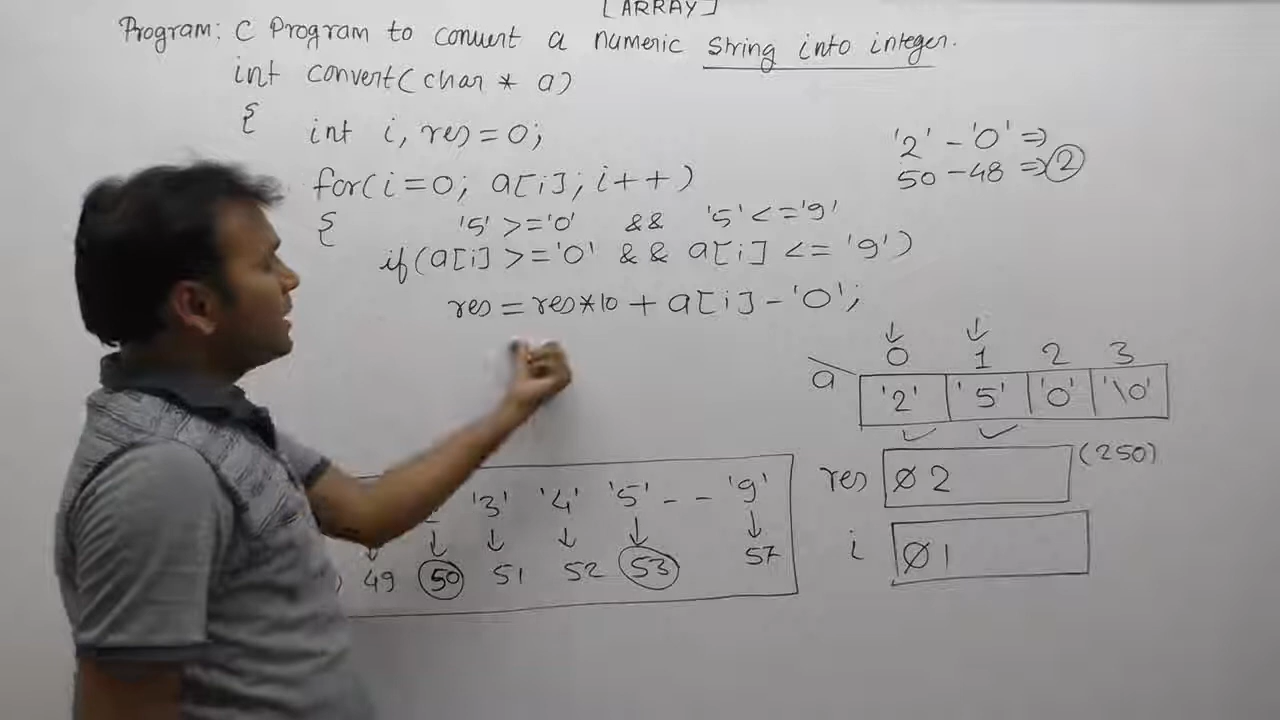 [ARRAY]
Program: C Program to convert a numeric string into integer.
int convert(char * a)
{
int i, res = 0;
for(i=0; a[i]; i++)
{
'5' >= '0' && '5' <= '9'
if(a[i] >= '0' && a[i] <= '9')
res = res*10 + a[i] - '0';
'2' - '0' =>
50 - 48 => 2
0 1 2 3
a '2' '5' '0' '\0'
res 0 2 (250)
i 0 1
'3' '4' '5' - - '9'
49 50 51 52 53 57